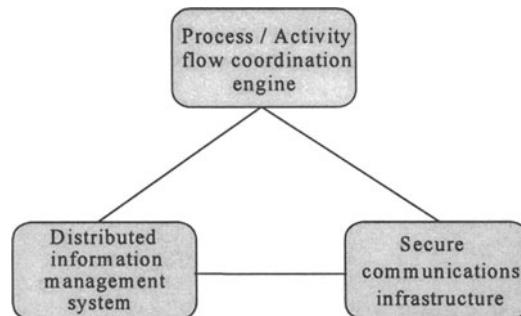 Process / Activity
flow coordination
engine
Distributed
information
management
system
Secure
communications
infrastructure